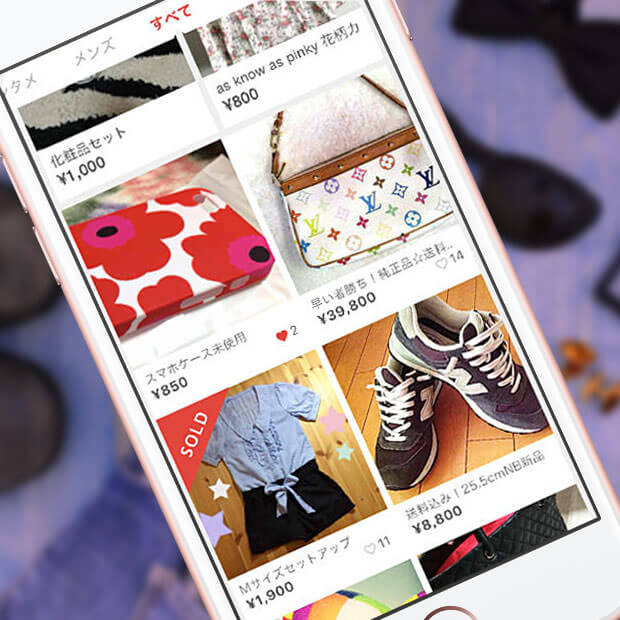 すべて
メンズ
ンタメ
as know as pinky 花柄カ
¥800
化粧品セット
¥1,000
早い者勝ち！純正品☆送料..
¥39,800
14
スマホケース未使用
¥850
2
SOLD
送料込み！25.5cmNB新品
¥8,800
Mサイズセットアップ
¥1,900
11